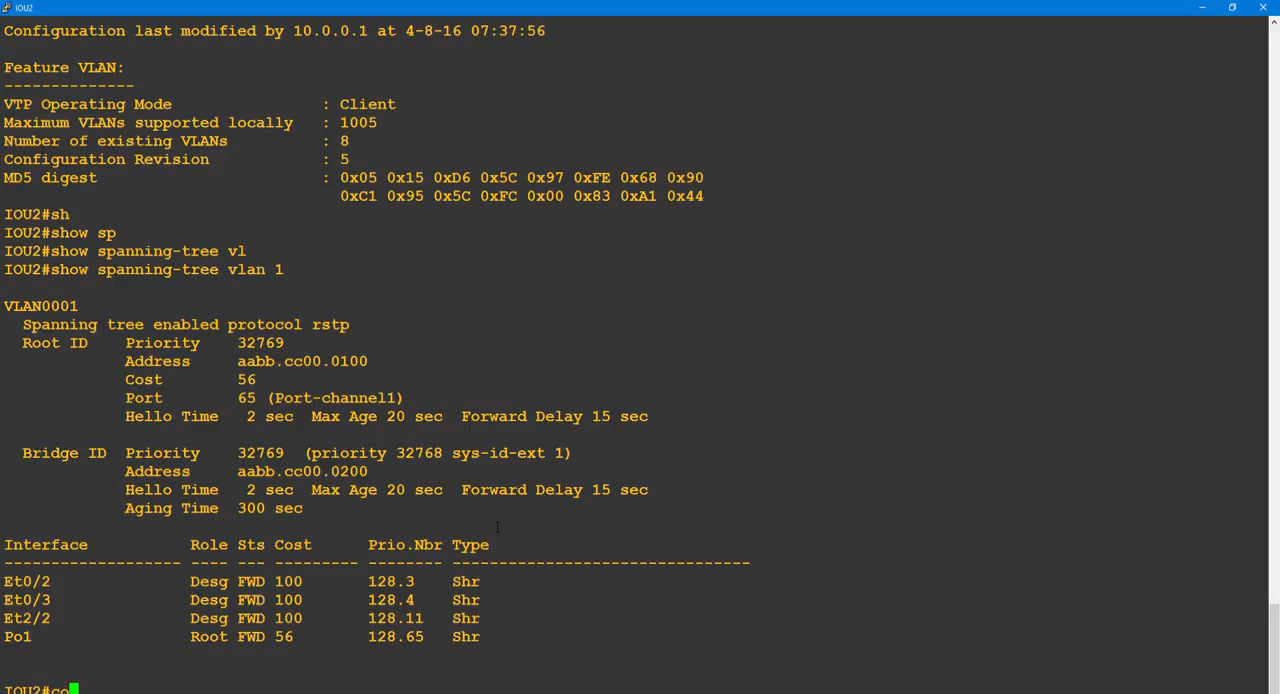 IOU2
Configuration last modified by 10.0.0.1 at 4-8-16 07:37:56
Feature VLAN:
--------------
VTP Operating Mode                : Client
Maximum VLANs supported locally   : 1005
Number of existing VLANs          : 8
Configuration Revision            : 5
MD5 digest                        : 0x05 0x15 0xD6 0x5C 0x97 0xFE 0x68 0x90
                                    0xC1 0x95 0x5C 0xFC 0x00 0x83 0xA1 0x44
IOU2#sh
IOU2#show sp
IOU2#show spanning-tree vl
IOU2#show spanning-tree vlan 1
VLAN0001
  Spanning tree enabled protocol rstp
  Root ID    Priority    32769
             Address     aabb.cc00.0100
             Cost        56
             Port        65 (Port-channel1)
             Hello Time   2 sec  Max Age 20 sec  Forward Delay 15 sec
  Bridge ID  Priority    32769  (priority 32768 sys-id-ext 1)
             Address     aabb.cc00.0200
             Hello Time   2 sec  Max Age 20 sec  Forward Delay 15 sec
             Aging Time  300 sec
Interface           Role Sts Cost      Prio.Nbr Type
------------------- ---- --- --------- -------- --------------------------------
Et0/2               Desg FWD 100       128.3    Shr
Et0/3               Desg FWD 100       128.4    Shr
Et2/2               Desg FWD 100       128.11   Shr
Po1                 Root FWD 56        128.65   Shr
IOU2#co